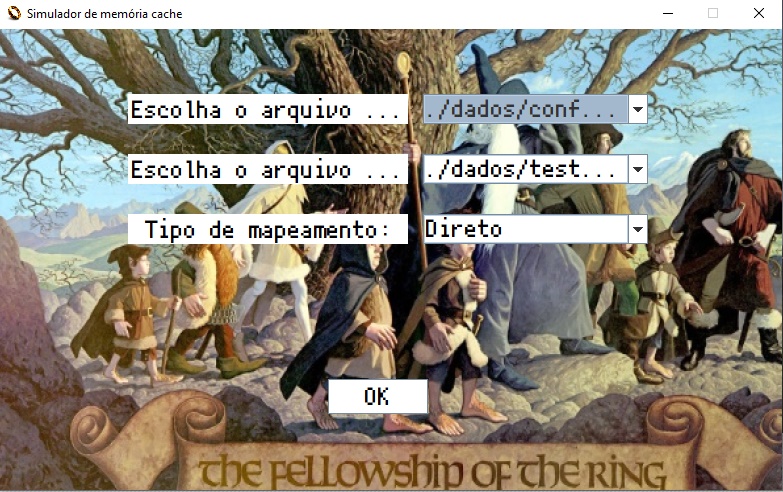 Simulador de memória cache
Escolha o arquivo ... ./dados/conf...
Escolha o arquivo ... ./dados/test...
Tipo de mapeamento: Direto
OK
the fellowship of the ring